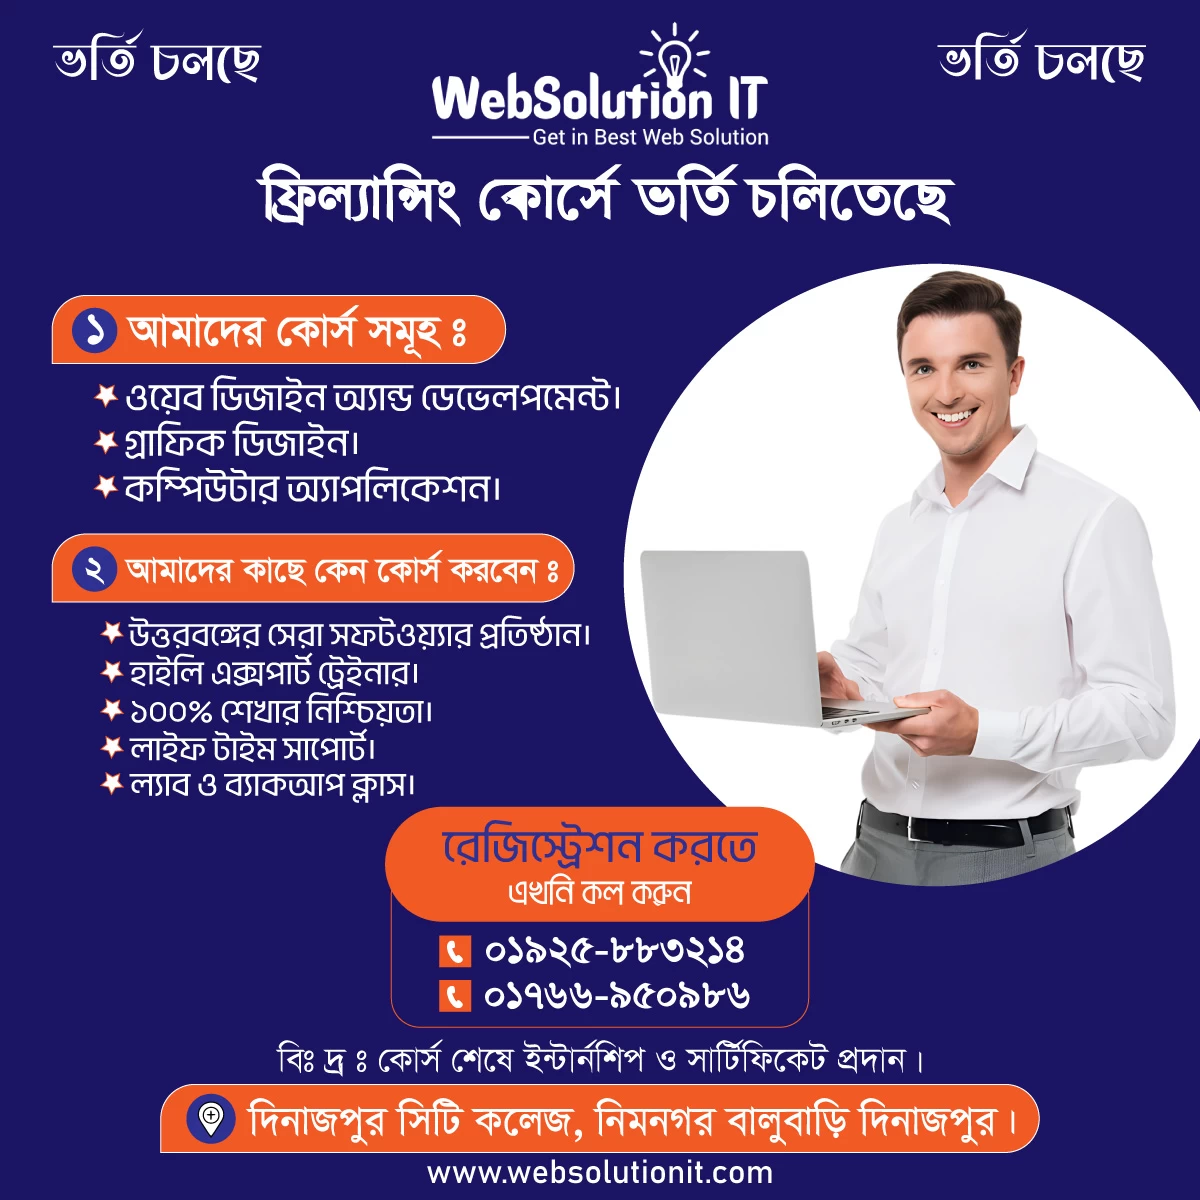 ভর্তি চলছে
ভর্তি চলছে
WebSolution IT
Get in Best Web Solution
ফ্রিল্যান্সিং কোর্সে ভর্তি চলিতেছে
১ আমাদের কোর্স সমূহ ঃ
ওয়েব ডিজাইন অ্যান্ড ডেভেলপমেন্ট।
গ্রাফিক ডিজাইন।
কম্পিউটার অ্যাপলিকেশন।
২ আমাদের কাছে কেন কোর্স করবেন ঃ
উত্তরবঙ্গের সেরা সফটওয়্যার প্রতিষ্ঠান।
হাইলি এক্সপার্ট ট্রেইনার।
১০০% শেখার নিশ্চিয়তা।
লাইফ টাইম সাপোর্ট।
ল্যাব ও ব্যাকআপ ক্লাস।
রেজিস্ট্রেশন করতে
এখনি কল করুন
০১৯২৫-৮৮৩২১৪
০১৭৬৬-৯৫০৯৮৬
বিঃ দ্র ঃ কোর্স শেষে ইন্টার্নশিপ ও সার্টিফিকেট প্রদান।
দিনাজপুর সিটি কলেজ, নিমনগর বালুবাড়ি দিনাজপুর।
www.websolutionit.com